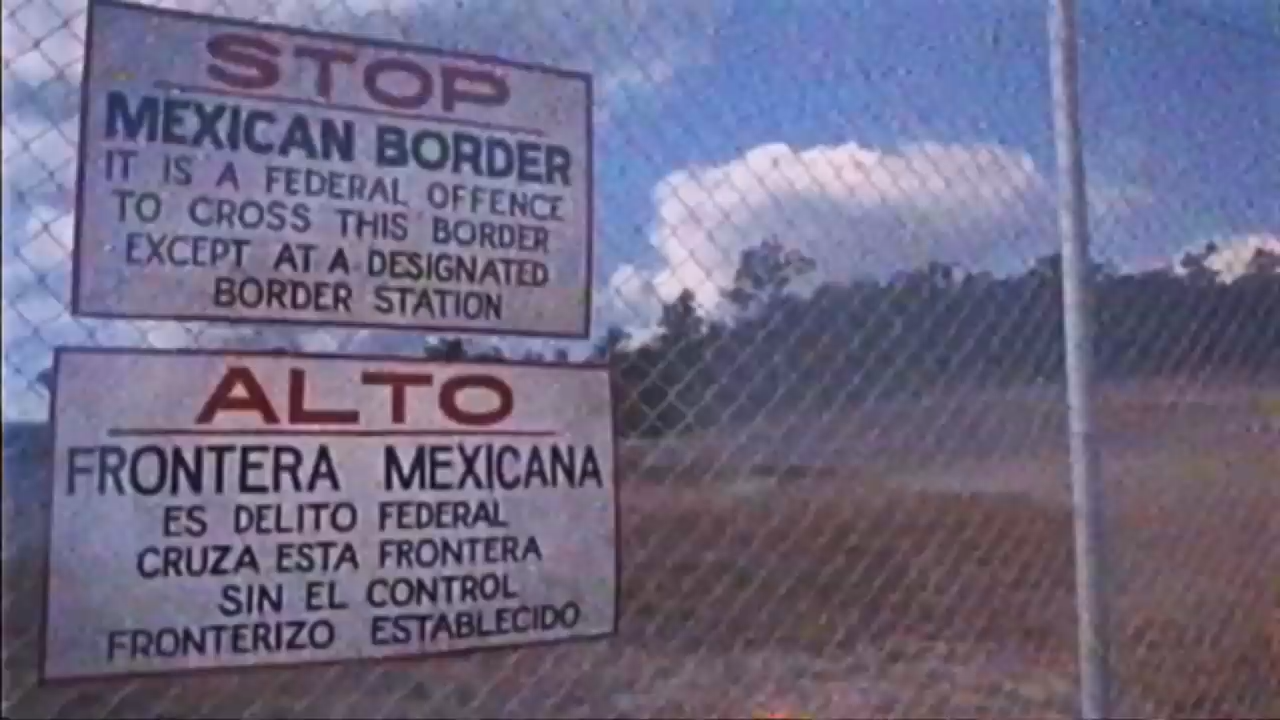 STOP
MEXICAN BORDER
IT IS A FEDERAL OFFENCE
TO CROSS THIS BORDER
EXCEPT AT A DESIGNATED
BORDER STATION
ALTO
FRONTERA MEXICANA
ES DELITO FEDERAL
CRUZA ESTA FRONTERA
SIN EL CONTROL
FRONTERIZO ESTABLECIDO